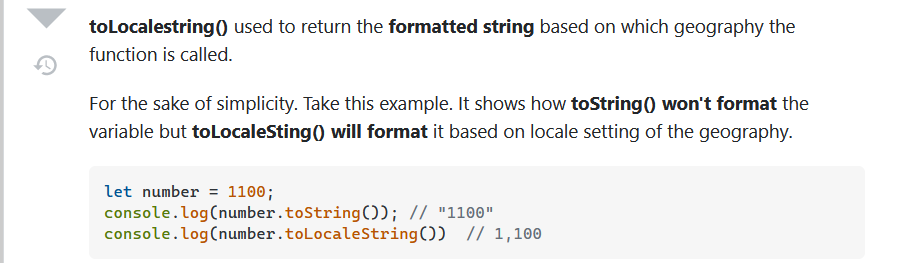 toLocalestring() used to return the formatted string based on which geography the
function is called.
For the sake of simplicity. Take this example. It shows how toString() won't format the
variable but toLocaleSting() will format it based on locale setting of the geography.
let number = 1100;
console.log(number.toString()); // "1100"
console.log(number.toLocaleString())  // 1,100